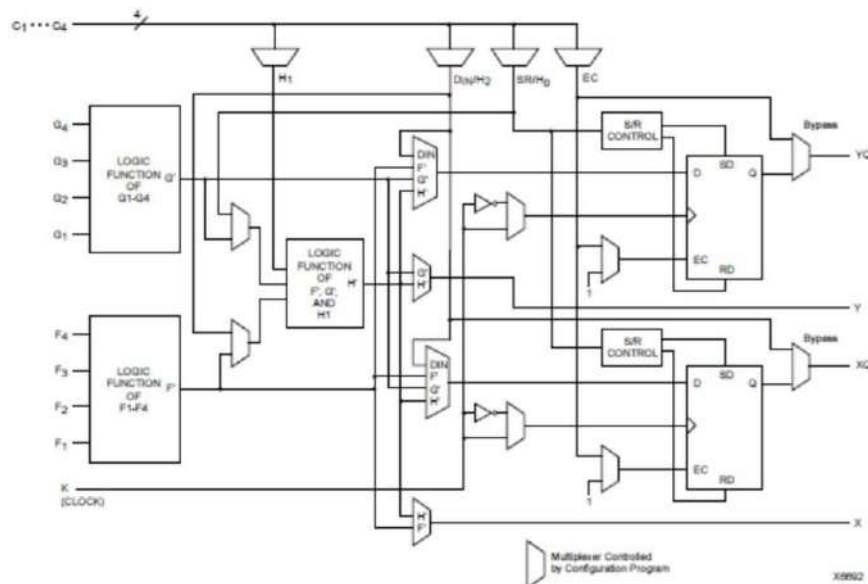 C1 ••• C4
4
H1
DIN/H2
SR/H0
EC
G4
G3
G2
G1
LOGIC
FUNCTION
OF
G1-G4
G'
LOGIC
FUNCTION
OF
F', G',
AND
H1
H'
DIN
F'
G'
H'
G'
H'
S/R
CONTROL
Bypass
D
SD
Q
YQ
EC
RD
1
Y
F4
F3
F2
F1
LOGIC
FUNCTION
OF
F1-F4
F'
DIN
F'
G'
H'
S/R
CONTROL
Bypass
D
SD
Q
XQ
EC
RD
1
K
(CLOCK)
H'
F'
X
Multiplexer Controlled
by Configuration Program
X6692